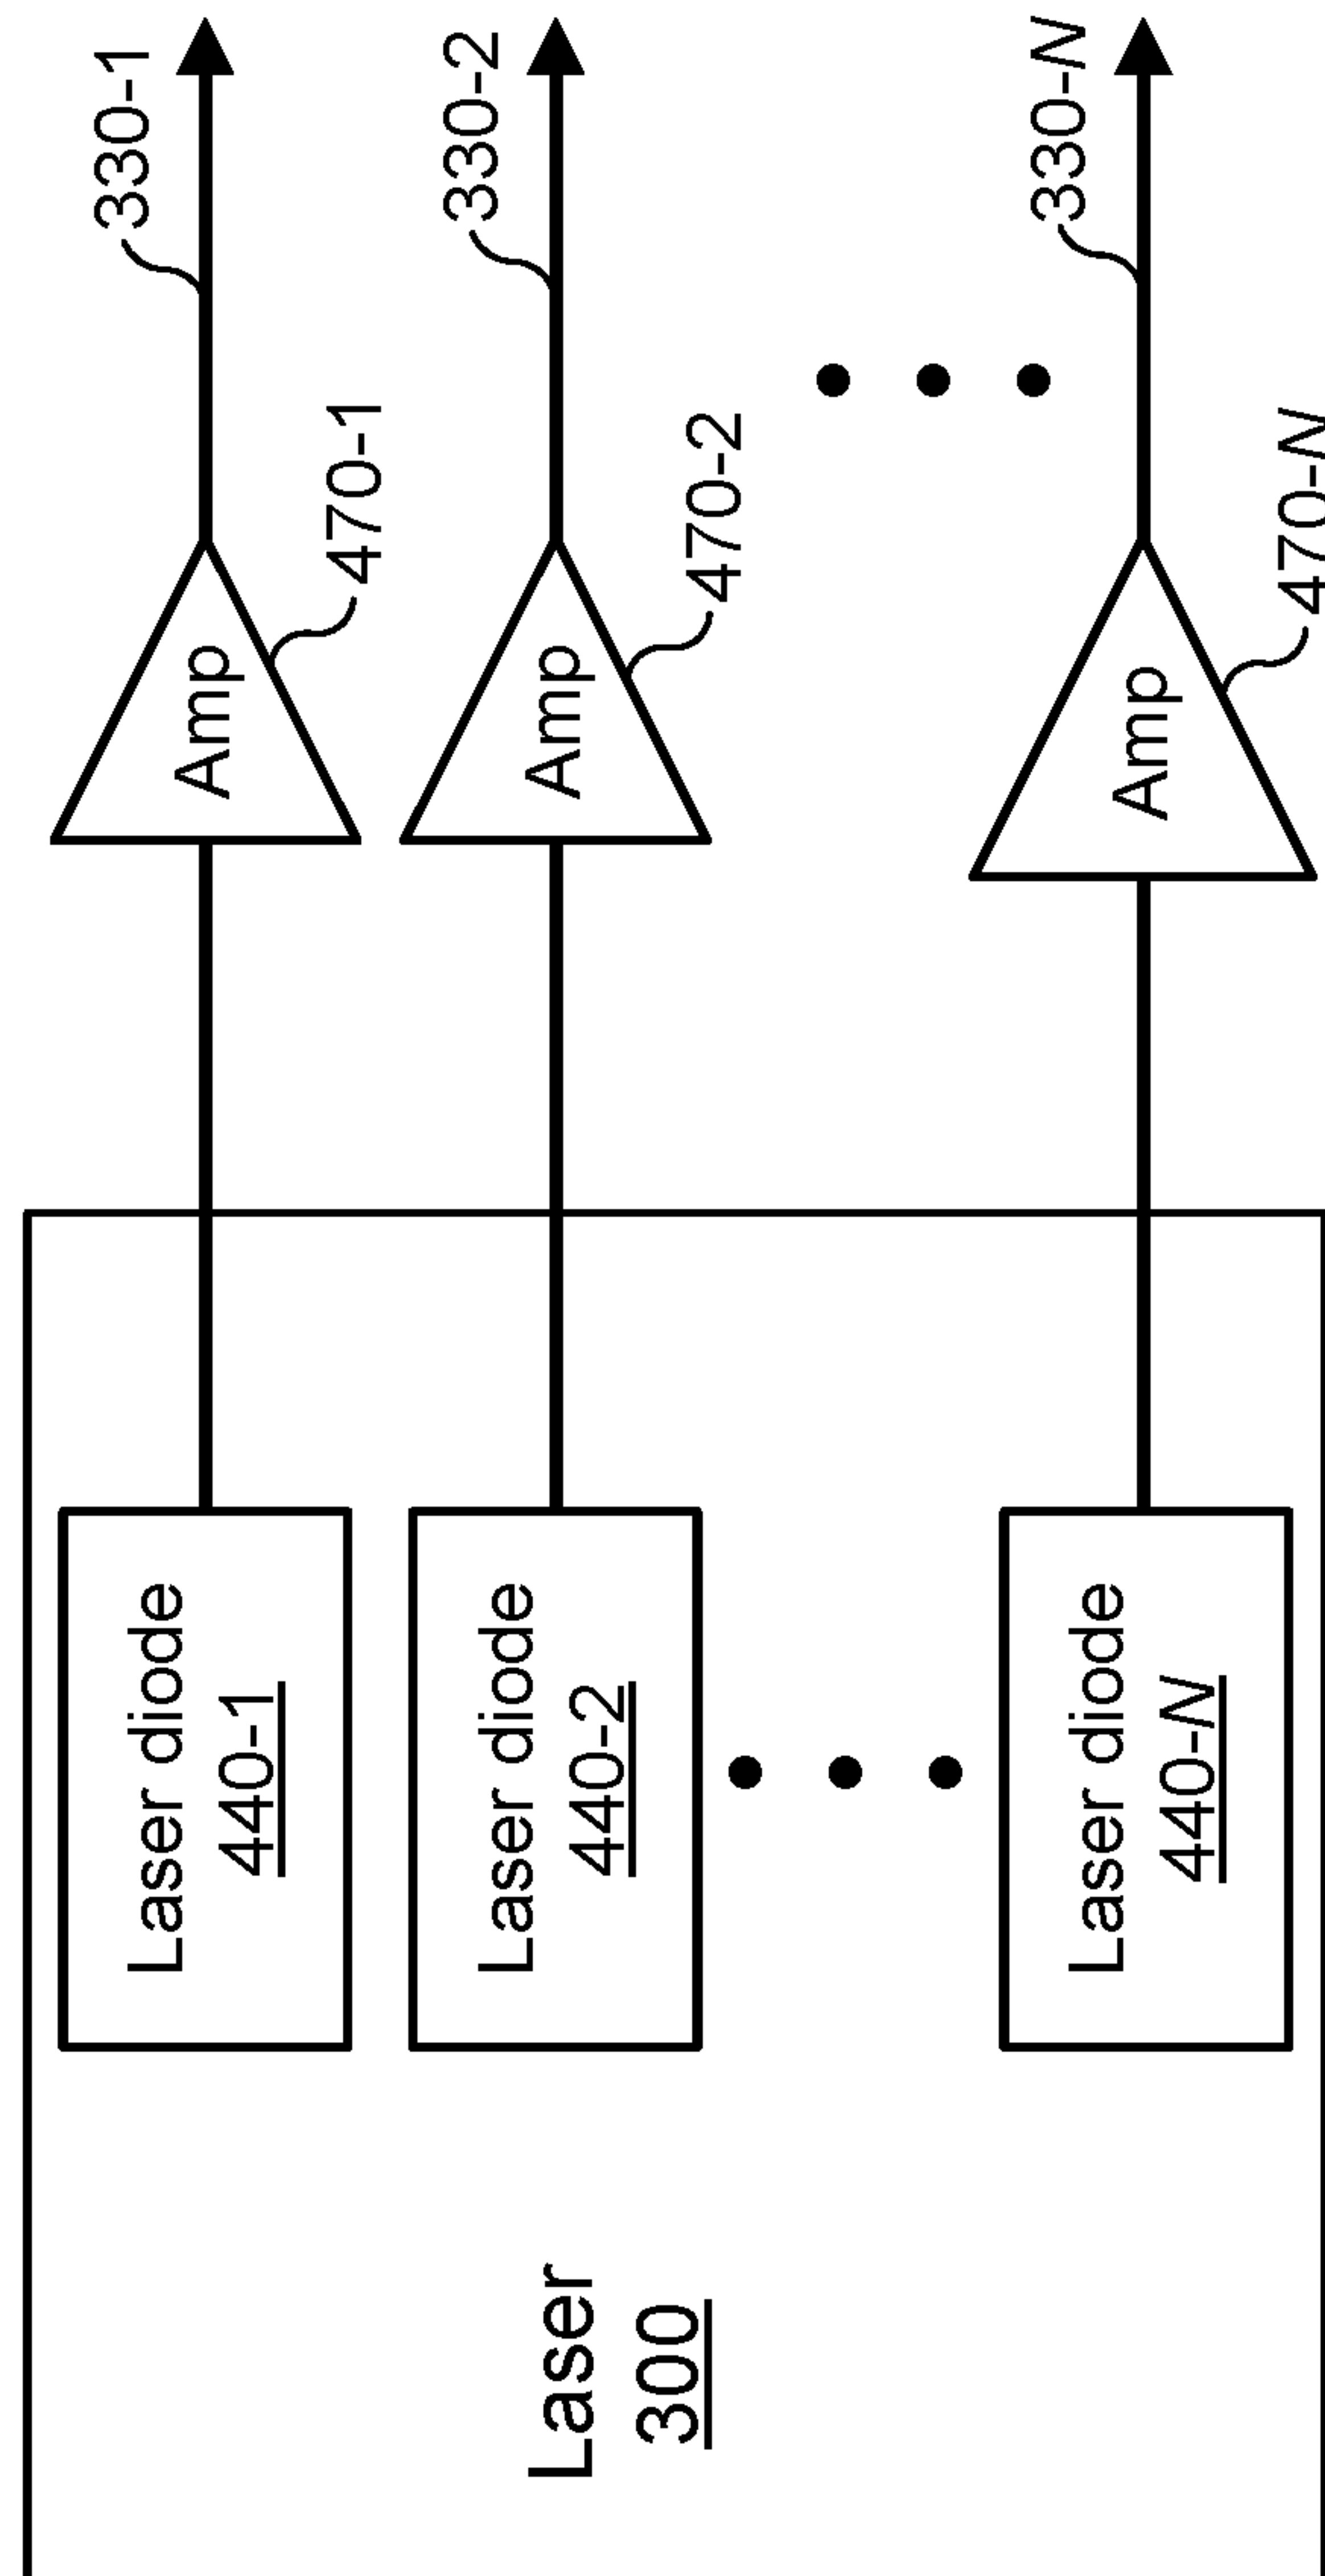 Laser
300
Laser diode
440-1
Amp
470-1
330-1
Laser diode
440-2
Amp
470-2
330-2
Laser diode
440-N
Amp
470-N
330-N